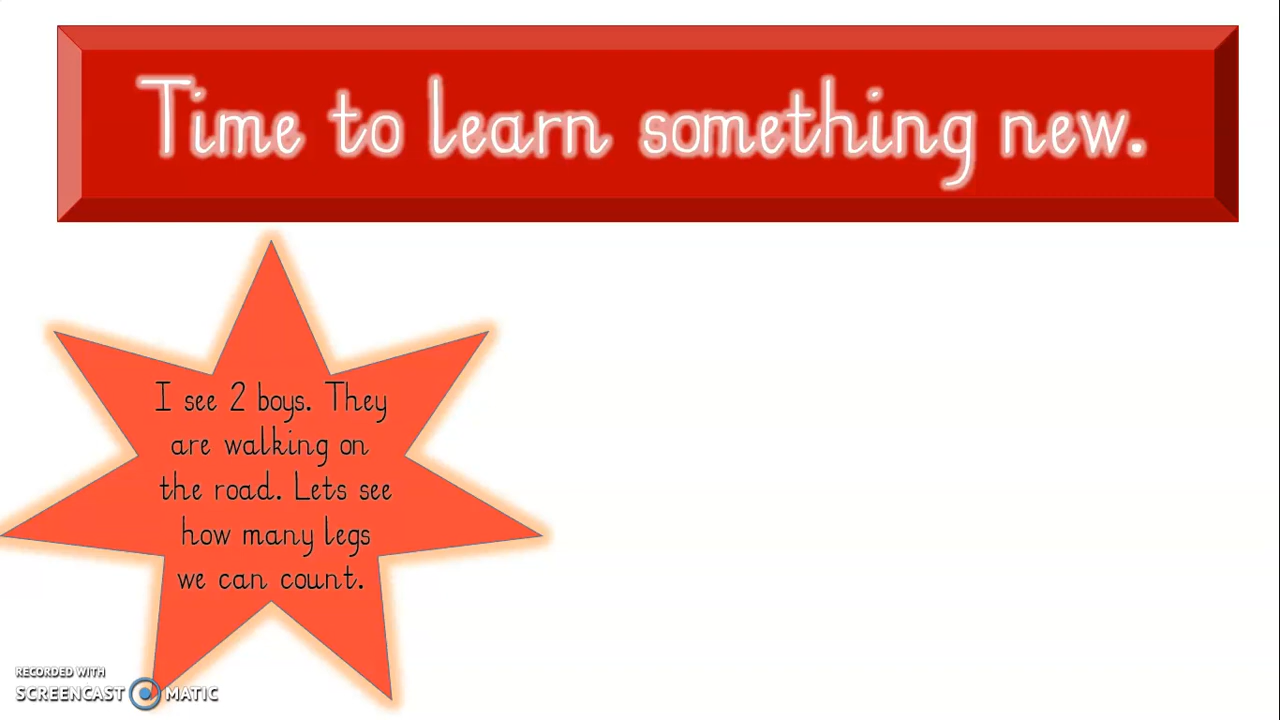 Time to learn something new.
I see 2 boys. They
are walking on
the road. Lets see
how many legs
we can count.
RECORDED WITH
SCREENCAST MATIC